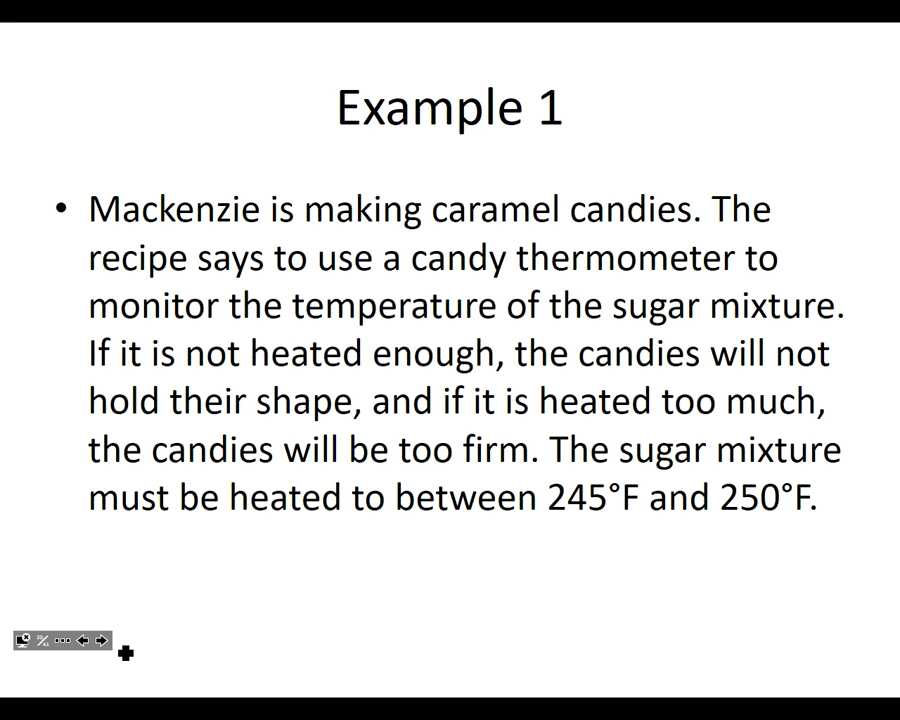 Example 1
• Mackenzie is making caramel candies. The
recipe says to use a candy thermometer to
monitor the temperature of the sugar mixture.
If it is not heated enough, the candies will not
hold their shape, and if it is heated too much,
the candies will be too firm. The sugar mixture
must be heated to between 245°F and 250°F.